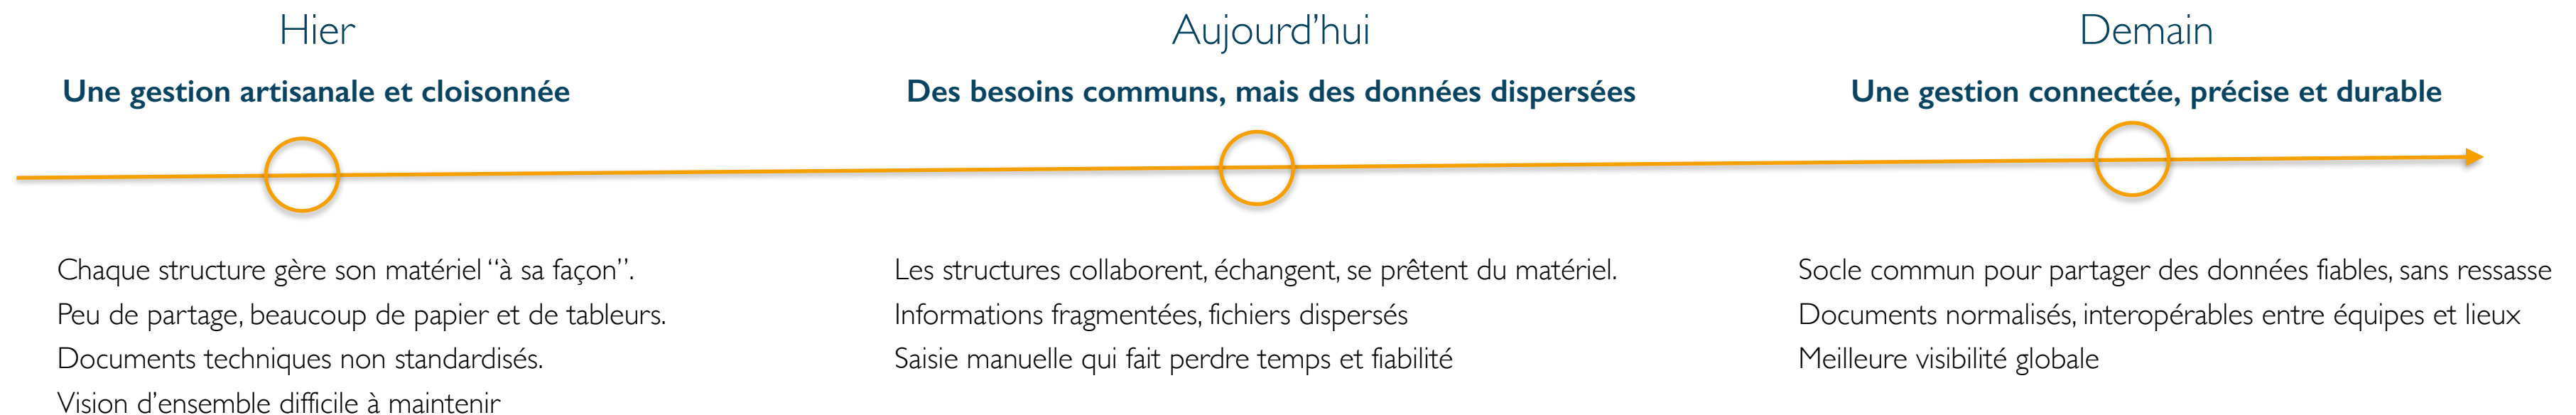 Hier
Une gestion artisanale et cloisonnée
Chaque structure gère son matériel “à sa façon”.
Peu de partage, beaucoup de papier et de tableurs.
Documents techniques non standardisés.
Vision d’ensemble difficile à maintenir
Aujourd’hui
Des besoins communs, mais des données dispersées
Les structures collaborent, échangent, se prêtent du matériel.
Informations fragmentées, fichiers dispersés
Saisie manuelle qui fait perdre temps et fiabilité
Demain
Une gestion connectée, précise et durable
Socle commun pour partager des données fiables, sans ressasse
Documents normalisés, interopérables entre équipes et lieux
Meilleure visibilité globale